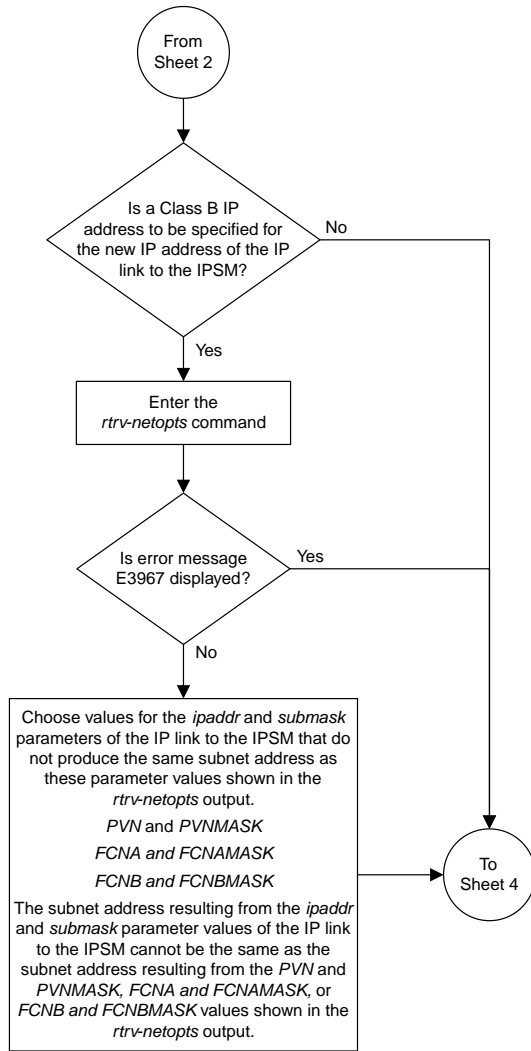 From
Sheet 2
Is a Class B IP
address to be specified for
the new IP address of the IP
link to the IPSM?
No
Yes
Enter the
rtrv-netopts command
Is error message
E3967 displayed?
Yes
No
Choose values for the ipaddr and submask
parameters of the IP link to the IPSM that do
not produce the same subnet address as
these parameter values shown in the
rtrv-netopts output.
PVN and PVNMASK
FCNA and FCNAMASK
FCNB and FCNBMASK
The subnet address resulting from the ipaddr
and submask parameter values of the IP link
to the IPSM cannot be the same as the
subnet address resulting from the PVN and
PVNMASK, FCNA and FCNAMASK, or
FCNB and FCNBMASK values shown in the
rtrv-netopts output.
To
Sheet 4